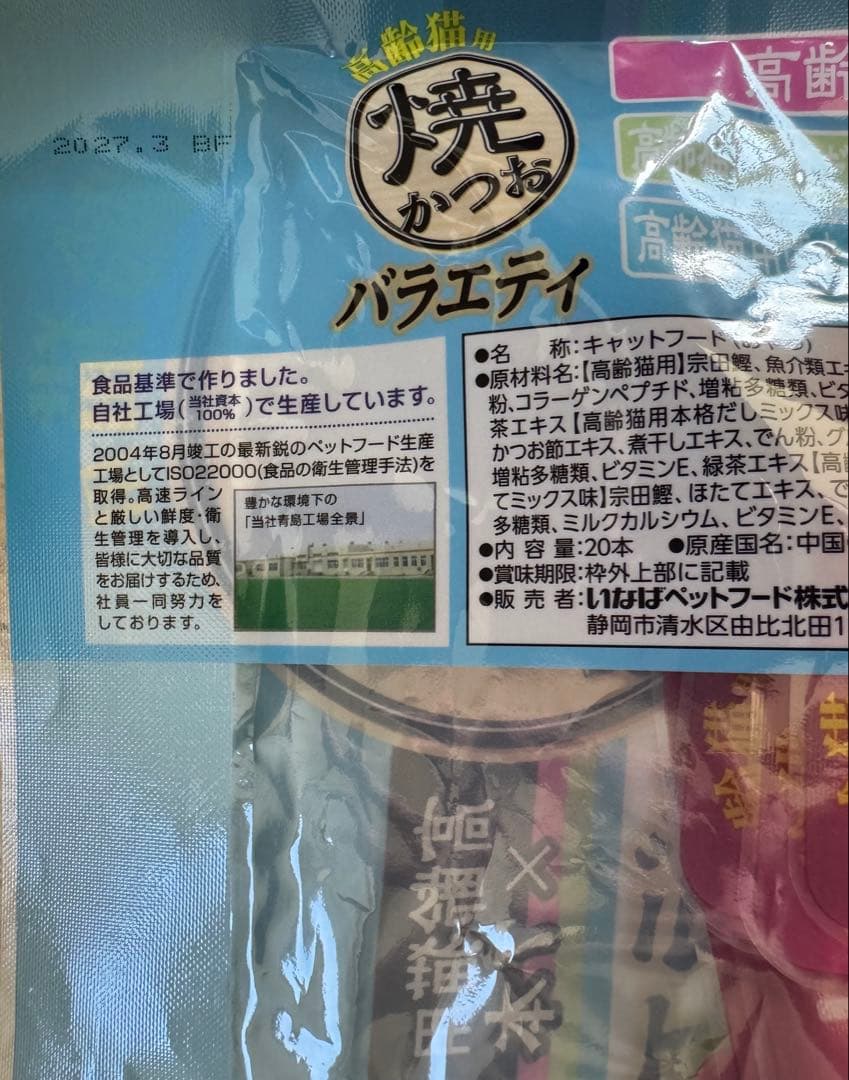 高齢猫用
焼
かつお
バラエティ
2027.3 BF
高齢
高齢猫
高齢猫用
食品基準で作りました。
自社工場(当社資本100%)で生産しています。
2004年8月竣工の最新鋭のペットフード生産
工場としてISO22000(食品の衛生管理手法)を
取得。高速ライン
と厳しい鮮度・衛
生管理を導入し、
皆様に大切な品質
をお届けするため、
社員一同努力を
しております。
豊かな環境下の
「当社青島工場全景」
●名 称:キャットフード(おやつ)
●原材料名:【高齢猫用】宗田鰹、魚介類エキ
粉、コラーゲンペプチド、増粘多糖類、ビタ
茶エキス【高齢猫用本格だしミックス味
かつお節エキス、煮干しエキス、でん粉、グ
増粘多糖類、ビタミンE、緑茶エキス【高
てミックス味】宗田鰹、ほたてエキス、で
多糖類、ミルクカルシウム、ビタミンE、
●内容量:20本 ●原産国名:中国
●賞味期限:枠外上部に記載
●販売者:いなばペットフード株式
静岡市清水区由比北田1